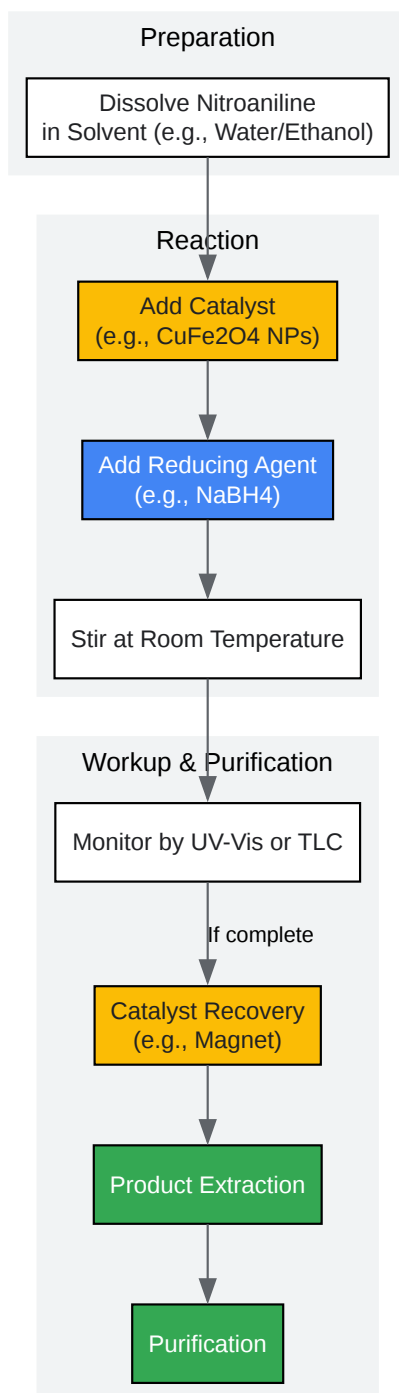 Preparation
Dissolve Nitroaniline
in Solvent (e.g., Water/Ethanol)
Reaction
Add Catalyst
(e.g., CuFe2O4 NPs)
Add Reducing Agent
(e.g., NaBH4)
Stir at Room Temperature
Workup & Purification
Monitor by UV-Vis or TLC
If complete
Catalyst Recovery
(e.g., Magnet)
Product Extraction
Purification